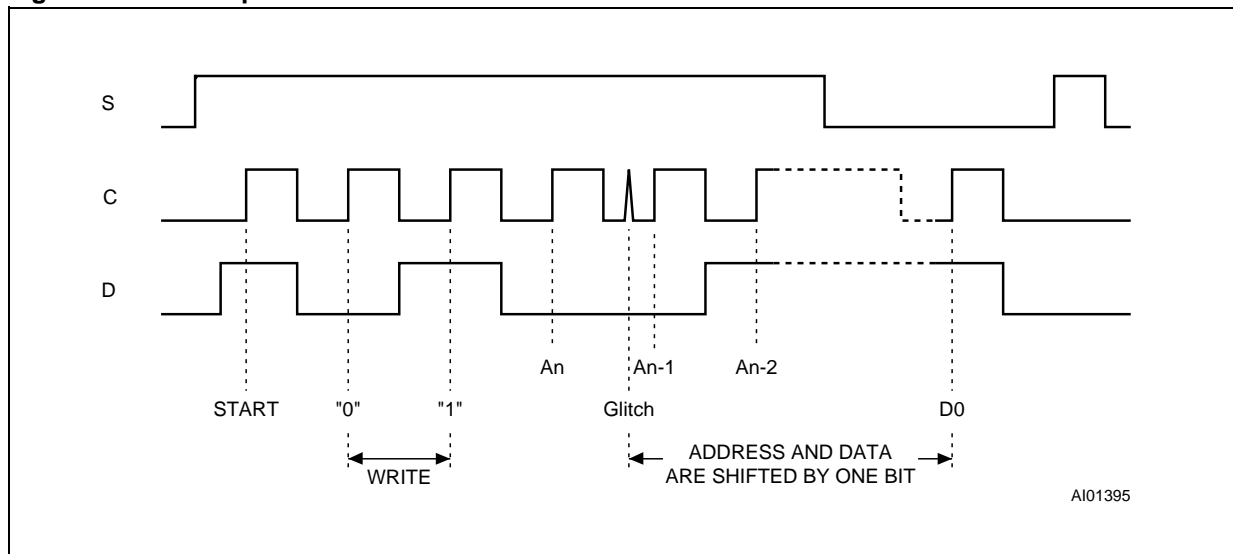 S
C
D
An An-1 An-2
START "0" "1" Glitch D0
WRITE
ADDRESS AND DATA
ARE SHIFTED BY ONE BIT
AI01395